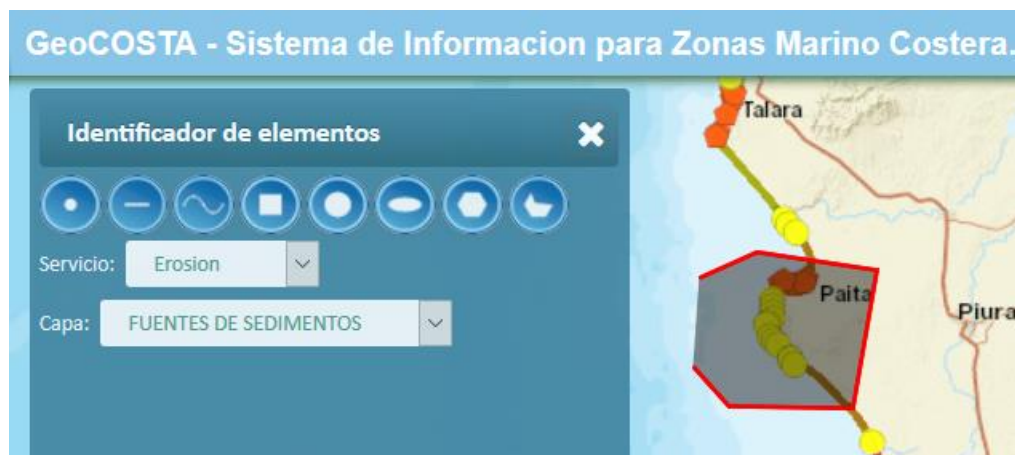 GeoCOSTA - Sistema de Informacion para Zonas Marino Costera.
Identificador de elementos
Servicio: Erosion
Capa: FUENTES DE SEDIMENTOS
Talara
Paita
Piura